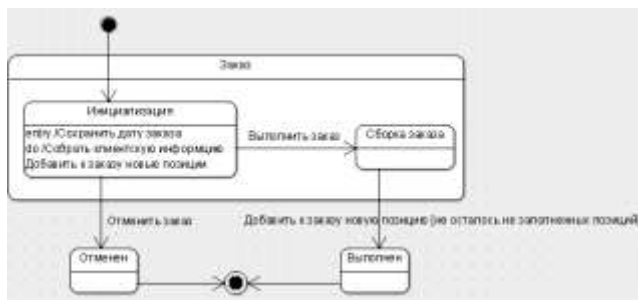 Заказ
Инициализация
entry /Сохранить дату заказа
do /Собрать клиентскую информцию
Добавить к заказу новые позиции
Выполнить заказ
Сборка заказа
Отменить заказ
Добавить к заказу новую позицию [не осталось не заполненных позиций]
Отменен
Выполнен